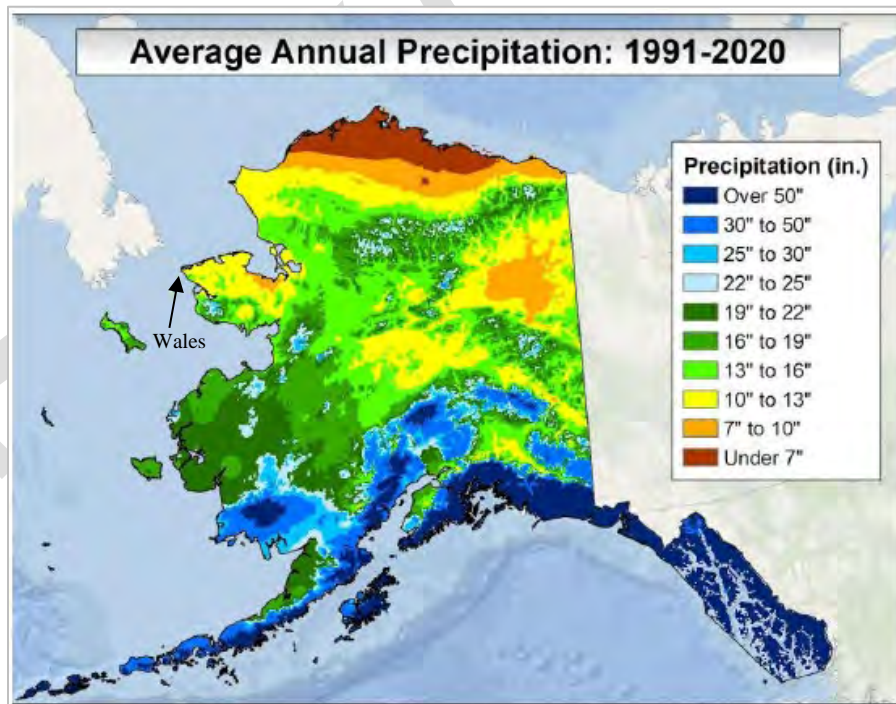 Average Annual Precipitation: 1991-2020
Precipitation (in.)
Over 50"
30" to 50"
25" to 30"
22" to 25"
19" to 22"
16" to 19"
13" to 16"
10" to 13"
7" to 10"
Under 7"
Wales